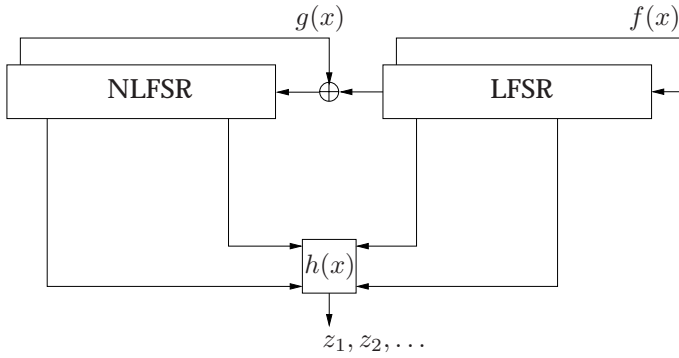 g(x) f(x)
NLFSR ⊕ LFSR
h(x)
z₁, z₂, . . .